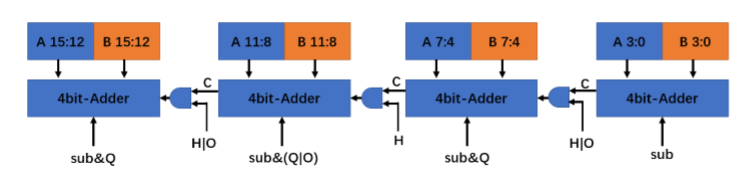 A 15:12 B 15:12 A 11:8 B 11:8 A 7:4 B 7:4 A 3:0 B 3:0
C C C
4bit-Adder 4bit-Adder 4bit-Adder 4bit-Adder
H|O H H|O
sub&Q sub&(Q|O) sub&Q sub